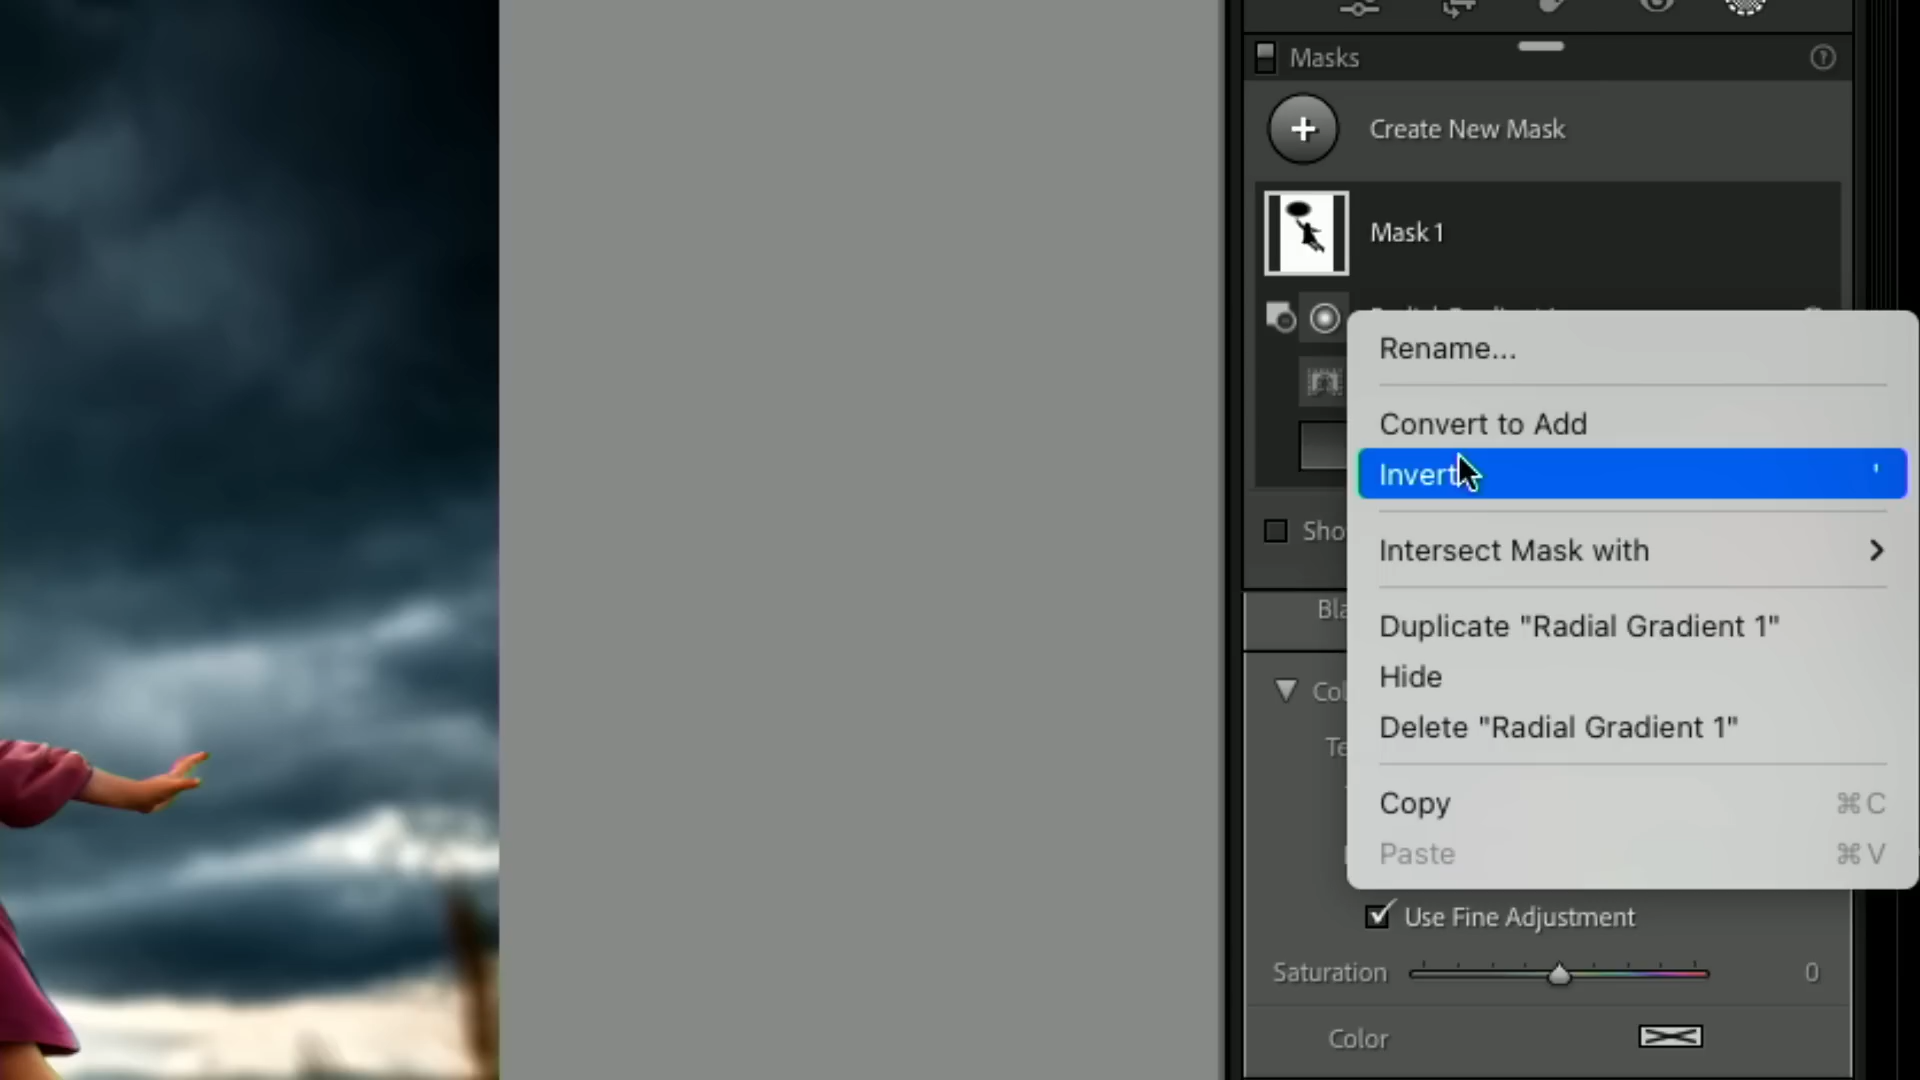 Masks
Create New Mask
Mask 1
Rename...
Convert to Add
Invert '
Sho
Intersect Mask with
Bla
Duplicate "Radial Gradient 1"
Hide
Col
Delete "Radial Gradient 1"
Te
Copy ⌘ C
Paste ⌘ V
Use Fine Adjustment
Saturation 0
Color